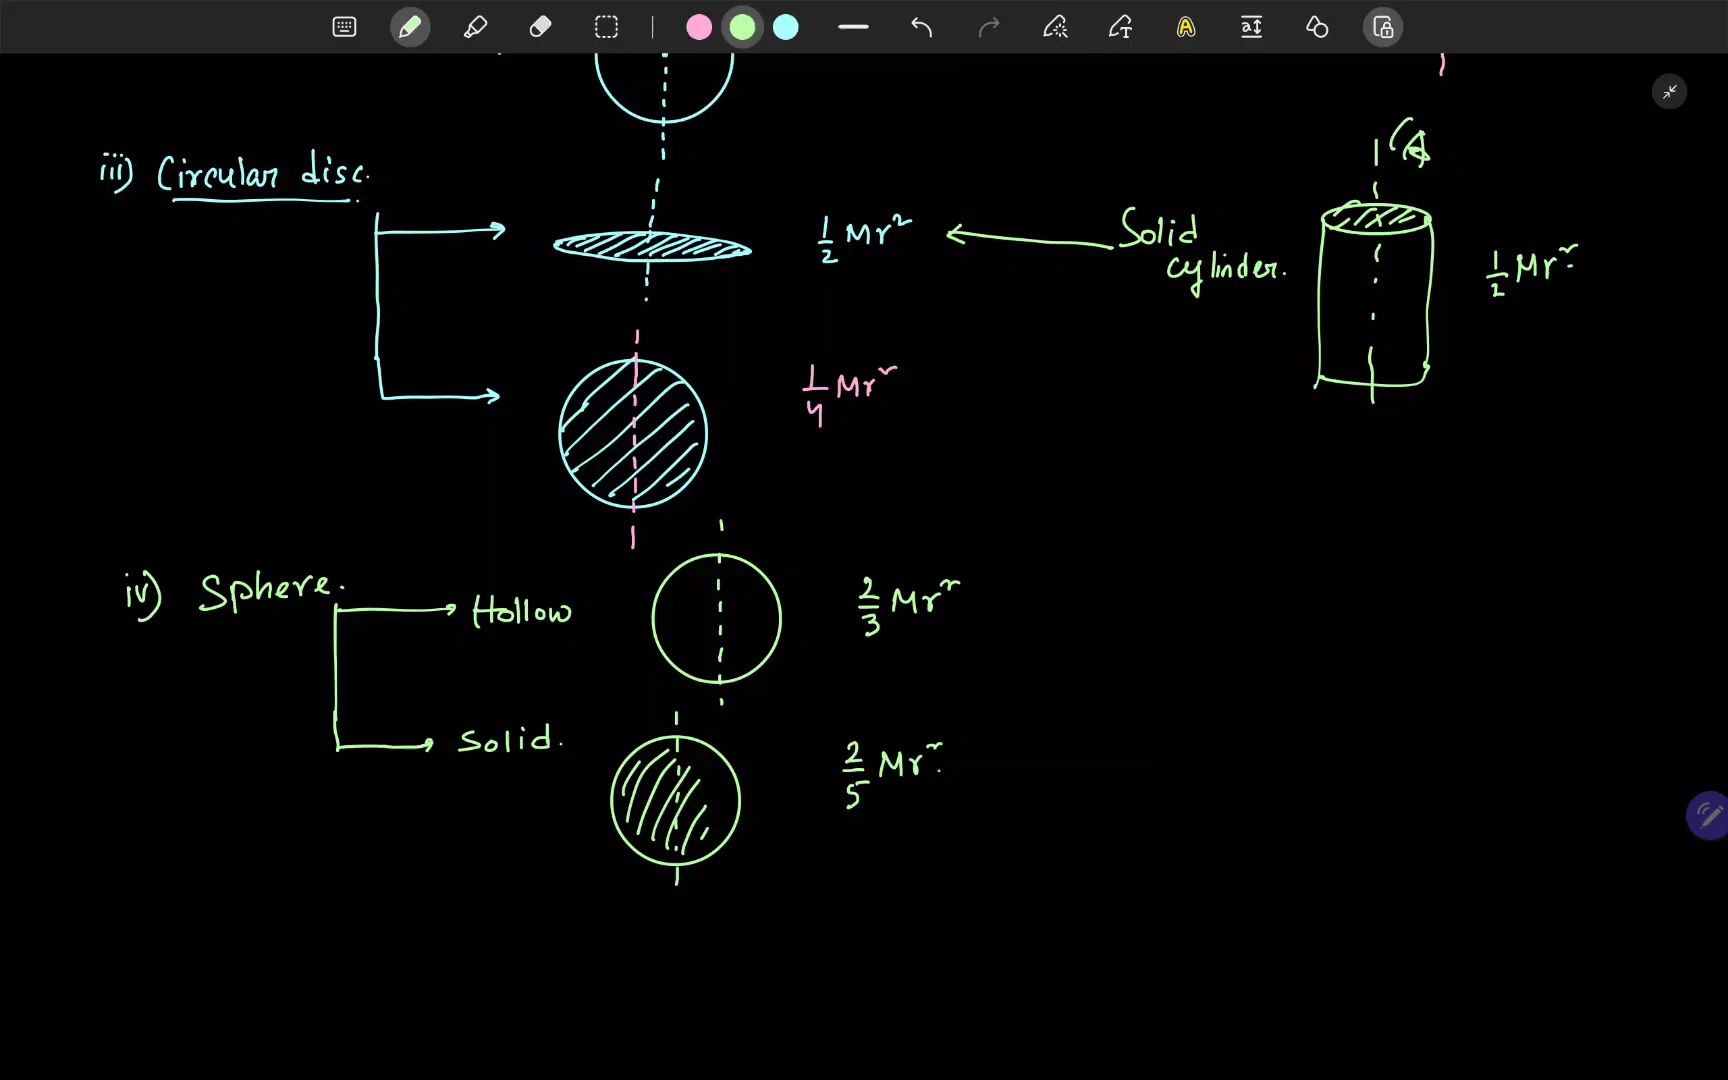 iii) Circular disc.
1/2 Mr²
Solid
cylinder.
1/2 Mr²
1/4 Mr²
iv) Sphere.
Hollow
2/3 Mr²
Solid.
2/5 Mr²